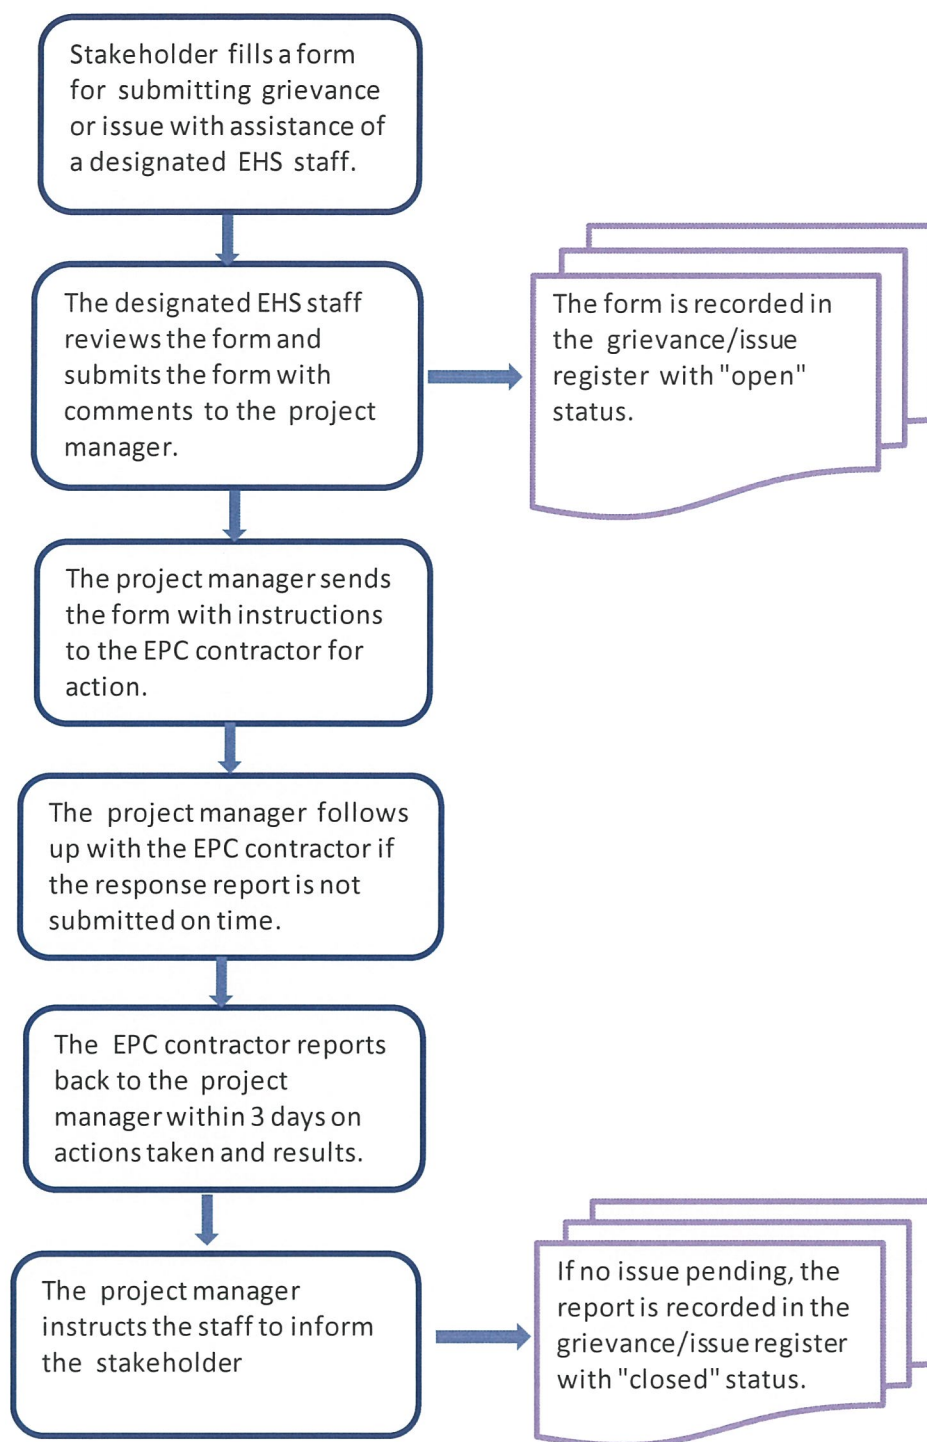 Stakeholder fills a form
for submitting grievance
or issue with assistance of
a designated EHS staff.
The designated EHS staff
reviews the form and
submits the form with
comments to the project
manager.
The form is recorded in
the grievance/issue
register with "open"
status.
The project manager sends
the form with instructions
to the EPC contractor for
action.
The project manager follows
up with the EPC contractor if
the response report is not
submitted on time.
The EPC contractor reports
back to the project
manager within 3 days on
actions taken and results.
The project manager
instructs the staff to inform
the stakeholder
If no issue pending, the
report is recorded in the
grievance/issue register
with "closed" status.